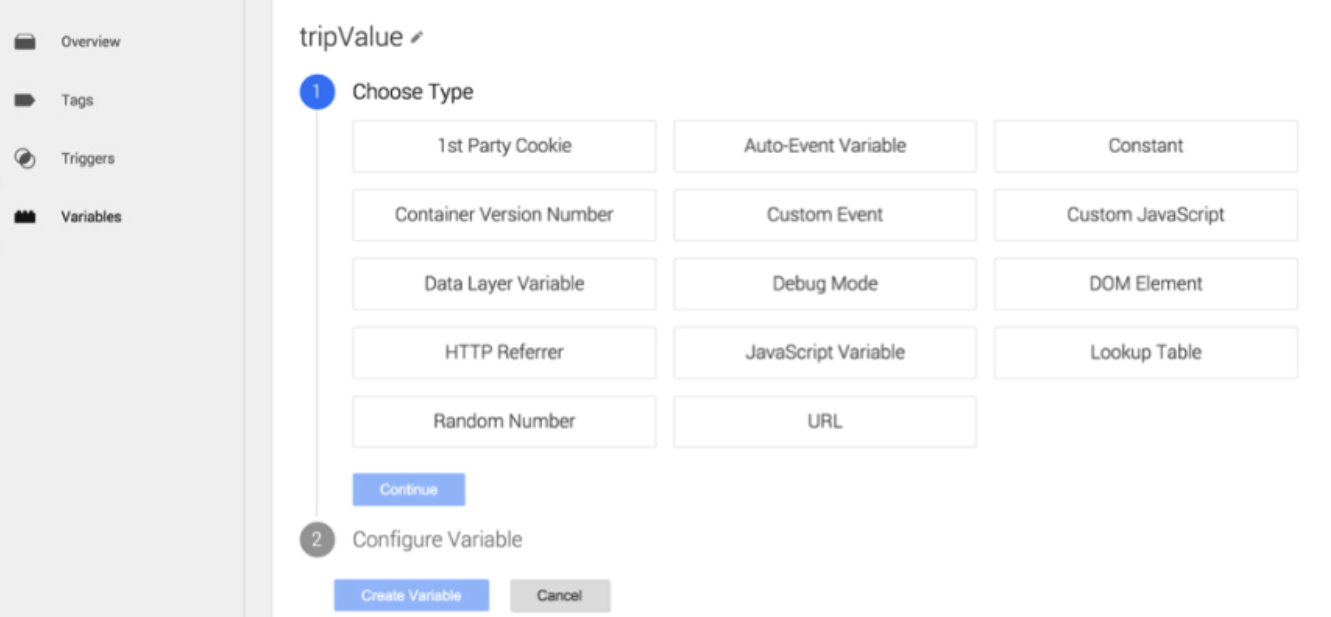 Overview
Tags
Triggers
Variables
tripValue
1 Choose Type
1st Party Cookie Auto-Event Variable Constant
Container Version Number Custom Event Custom JavaScript
Data Layer Variable Debug Mode DOM Element
HTTP Referrer JavaScript Variable Lookup Table
Random Number URL
Continue
2 Configure Variable
Create Variable Cancel